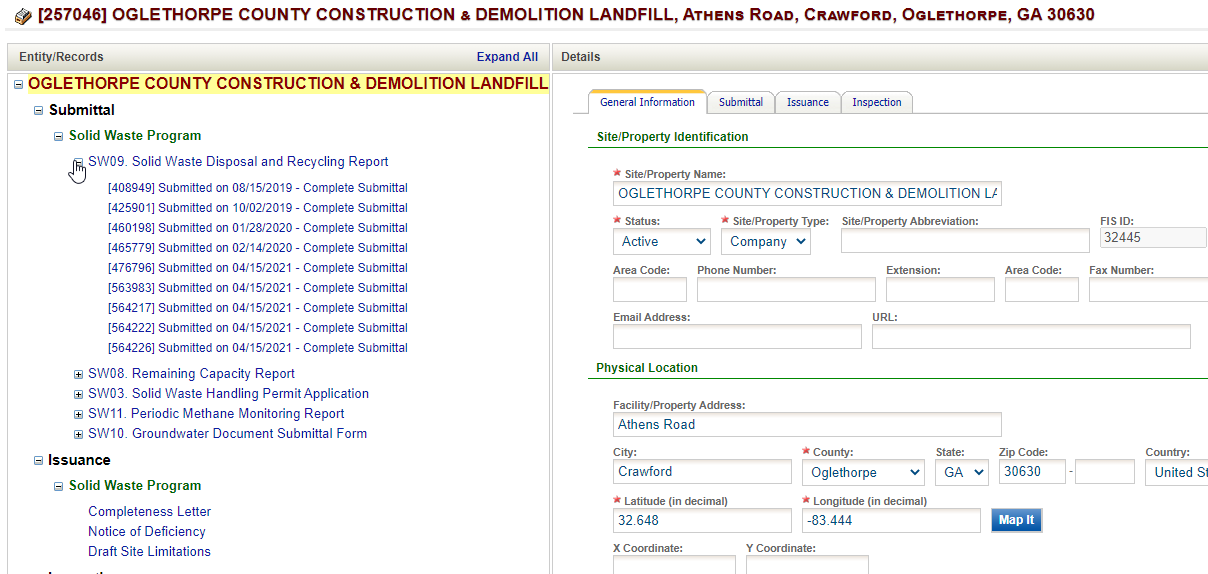 [257046] OGLETHORPE COUNTY CONSTRUCTION & DEMOLITION LANDFILL, ATHENS ROAD, CRAWFORD, OGLETHORPE, GA 30630
Entity/Records Expand All
OGLETHORPE COUNTY CONSTRUCTION & DEMOLITION LANDFILL
Submittal
Solid Waste Program
SW09. Solid Waste Disposal and Recycling Report
[408949] Submitted on 08/15/2019 - Complete Submittal
[425901] Submitted on 10/02/2019 - Complete Submittal
[460198] Submitted on 01/28/2020 - Complete Submittal
[465779] Submitted on 02/14/2020 - Complete Submittal
[476796] Submitted on 04/15/2021 - Complete Submittal
[563983] Submitted on 04/15/2021 - Complete Submittal
[564217] Submitted on 04/15/2021 - Complete Submittal
[564222] Submitted on 04/15/2021 - Complete Submittal
[564226] Submitted on 04/15/2021 - Complete Submittal
SW08. Remaining Capacity Report
SW03. Solid Waste Handling Permit Application
SW11. Periodic Methane Monitoring Report
SW10. Groundwater Document Submittal Form
Issuance
Solid Waste Program
Completeness Letter
Notice of Deficiency
Draft Site Limitations
Details
General Information Submittal Issuance Inspection
Site/Property Identification
* Site/Property Name:
OGLETHORPE COUNTY CONSTRUCTION & DEMOLITION LA
* Status: * Site/Property Type: Site/Property Abbreviation: FIS ID:
Active Company 32445
Area Code: Phone Number: Extension: Area Code: Fax Number:
Email Address: URL:
Physical Location
Facility/Property Address:
Athens Road
City: * County: State: Zip Code: Country:
Crawford Oglethorpe GA 30630 - United St
* Latitude (in decimal) * Longitude (in decimal)
32.648 -83.444 Map It
X Coordinate: Y Coordinate: